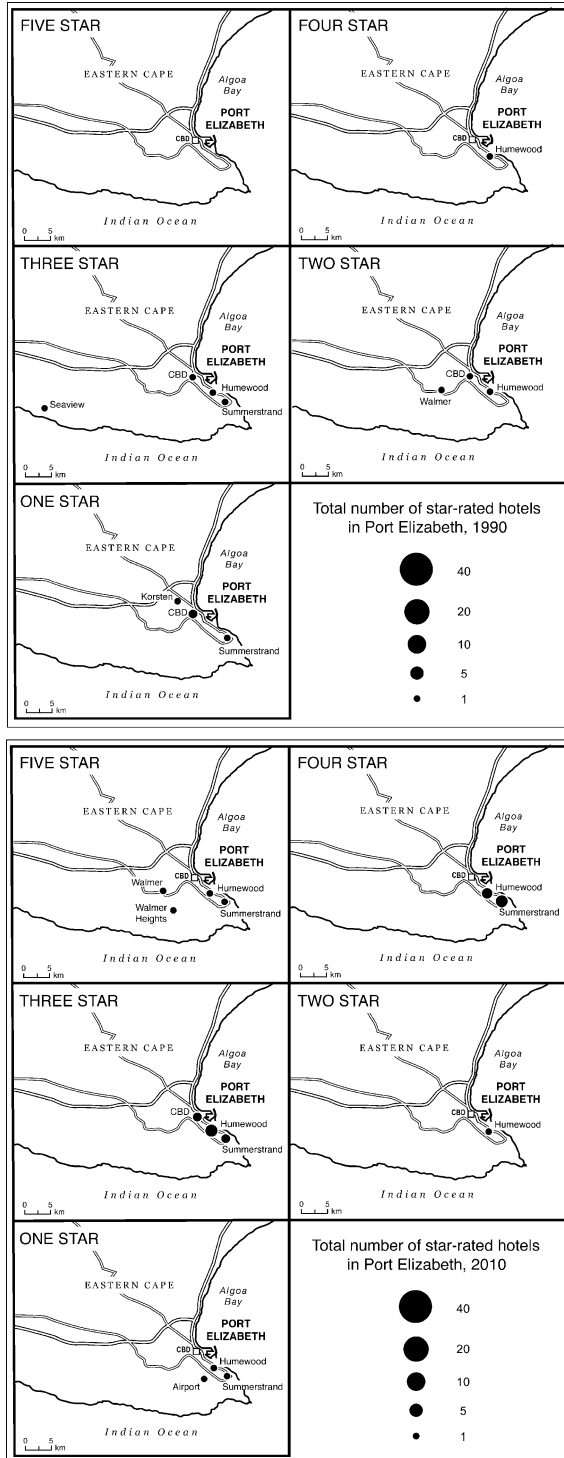 FIVE STAR
EASTERN CAPE
Algoa
Bay
PORT
ELIZABETH
CBD
Indian Ocean
0 5
km
FOUR STAR
EASTERN CAPE
Algoa
Bay
PORT
ELIZABETH
CBD
Humewood
Indian Ocean
0 5
km
THREE STAR
EASTERN CAPE
Algoa
Bay
PORT
ELIZABETH
CBD
Humewood
Summerstrand
Seaview
Indian Ocean
0 5
km
TWO STAR
EASTERN CAPE
Algoa
Bay
PORT
ELIZABETH
CBD
Humewood
Walmer
Indian Ocean
0 5
km
ONE STAR
EASTERN CAPE
Algoa
Bay
PORT
ELIZABETH
Korsten
CBD
Summerstrand
Indian Ocean
0 5
km
Total number of star-rated hotels
in Port Elizabeth, 1990
40
20
10
5
1
FIVE STAR
EASTERN CAPE
Algoa
Bay
PORT
ELIZABETH
CBD
Walmer
Humewood
Summerstrand
Walmer
Heights
Indian Ocean
0 5
km
FOUR STAR
EASTERN CAPE
Algoa
Bay
PORT
ELIZABETH
CBD
Humewood
Summerstrand
Indian Ocean
0 5
km
THREE STAR
EASTERN CAPE
Algoa
Bay
PORT
ELIZABETH
CBD
Humewood
Summerstrand
Indian Ocean
0 5
km
TWO STAR
EASTERN CAPE
Algoa
Bay
PORT
ELIZABETH
CBD
Humewood
Indian Ocean
0 5
km
ONE STAR
EASTERN CAPE
Algoa
Bay
PORT
ELIZABETH
CBD
Humewood
Airport
Summerstrand
Indian Ocean
0 5
km
Total number of star-rated hotels
in Port Elizabeth, 2010
40
20
10
5
1